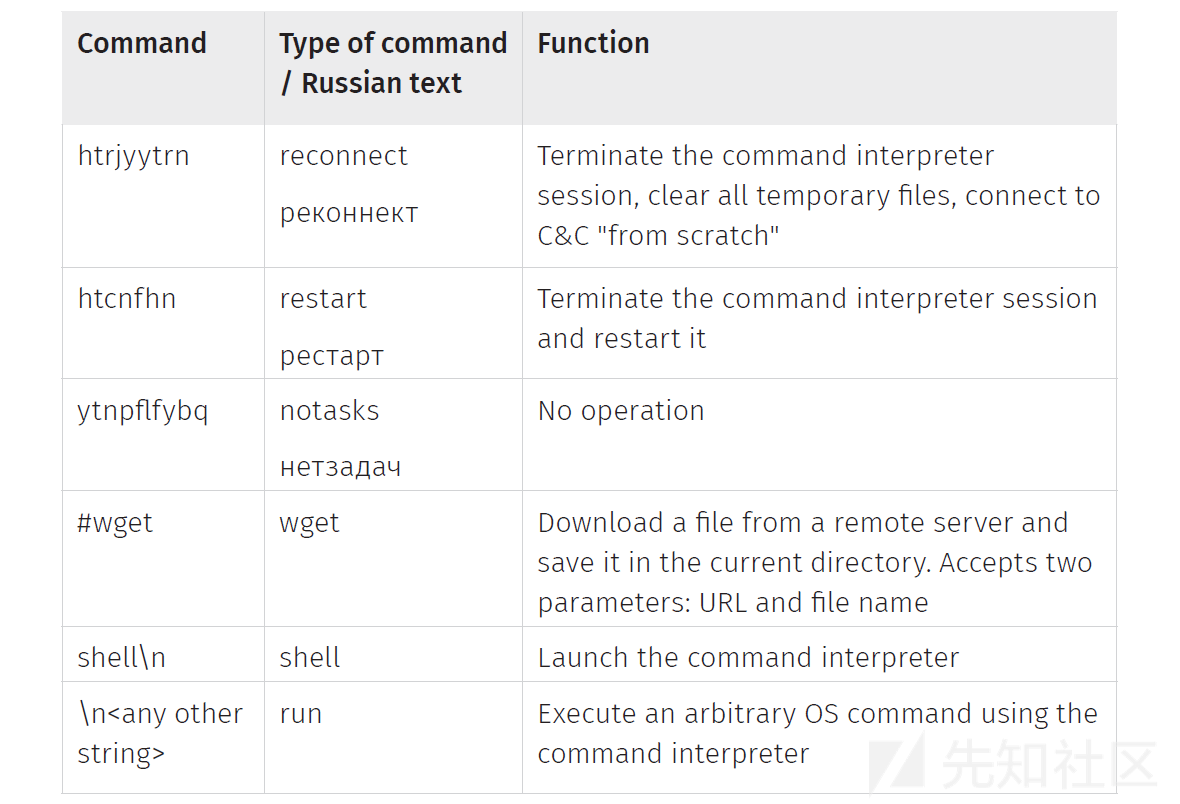 Command Type of command Function
/ Russian text
htrjyytrn reconnect Terminate the command interpreter
session, clear all temporary files, connect to
реконнект
C&C "from scratch"
htcnfhn restart Terminate the command interpreter session
and restart it
рестарт
ytnpflfybq notasks No operation
нетзадач
#wget wget Download a file from a remote server and
save it in the current directory. Accepts two
parameters: URL and file name
shell\n shell Launch the command interpreter
\n<any other run Execute an arbitrary OS command using the
string> command interpreter
先知社区